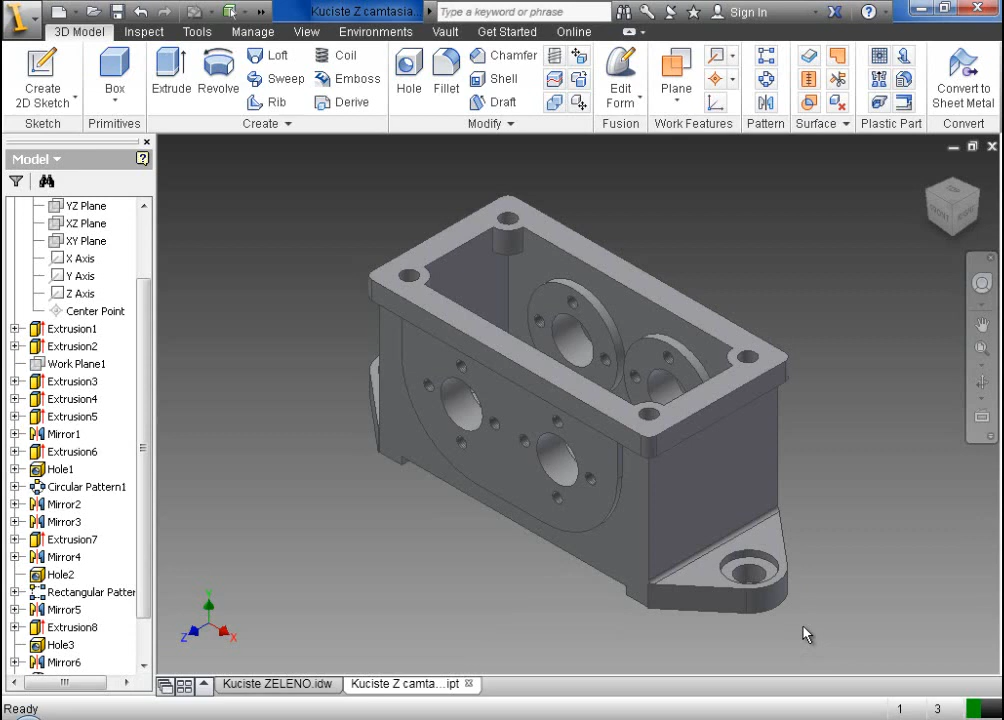 Kuciste Z camtasia.
Type a keyword or phrase
Sign In
3D Model Inspect Tools Manage View Environments Vault Get Started Online
Create
2D Sketch
Box
Extrude
Revolve
Loft
Sweep
Rib
Coil
Emboss
Derive
Hole
Fillet
Chamfer
Shell
Draft
Edit
Form
Plane
Convert to
Sheet Metal
Sketch Primitives Create Modify Fusion Work Features Pattern Surface Plastic Part Convert
Model
YZ Plane
XZ Plane
XY Plane
X Axis
Y Axis
Z Axis
Center Point
Extrusion1
Extrusion2
Work Plane1
Extrusion3
Extrusion4
Extrusion5
Mirror1
Extrusion6
Hole1
Circular Pattern1
Mirror2
Mirror3
Extrusion7
Mirror4
Hole2
Rectangular Patter
Mirror5
Extrusion8
Hole3
Mirror6
FRONT
Y
Z
X
Kuciste ZELENO.idw
Kuciste Z camta...ipt
Ready
1 3